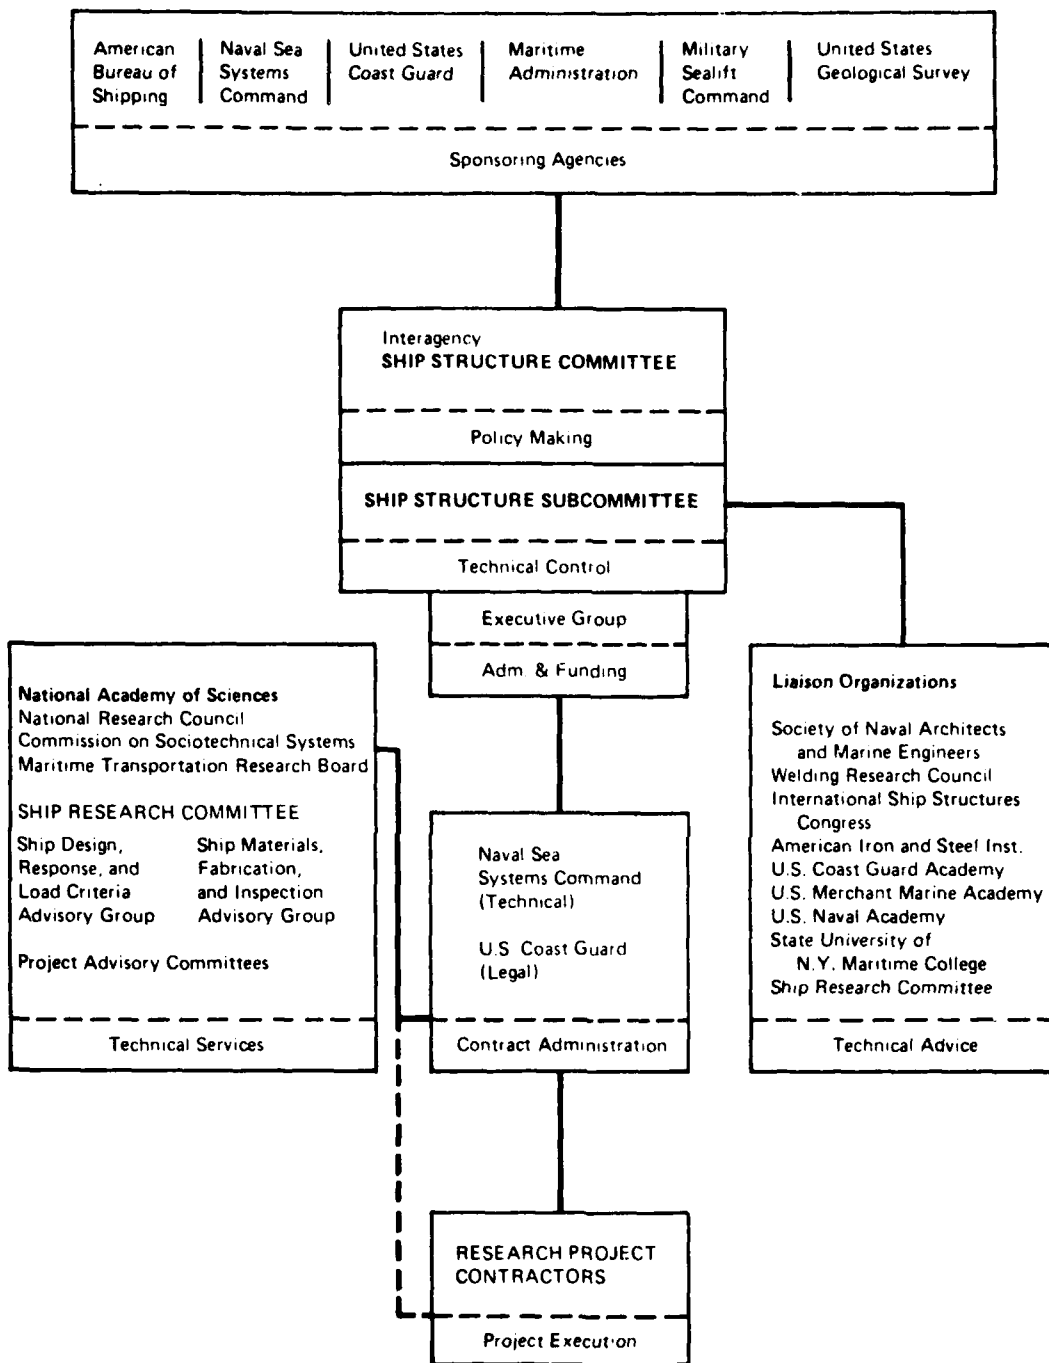 American
Bureau of
Shipping
Naval Sea
Systems
Command
United States
Coast Guard
Maritime
Administration
Military
Sealift
Command
United States
Geological Survey
Sponsoring Agencies
Interagency
SHIP STRUCTURE COMMITTEE
Policy Making
SHIP STRUCTURE SUBCOMMITTEE
Technical Control
Executive Group
Adm. & Funding
National Academy of Sciences
National Research Council
Commission on Sociotechnical Systems
Maritime Transportation Research Board
SHIP RESEARCH COMMITTEE
Ship Design,
Response, and
Load Criteria
Advisory Group
Ship Materials,
Fabrication,
and Inspection
Advisory Group
Project Advisory Committees
Technical Services
Naval Sea
Systems Command
(Technical)
U.S. Coast Guard
(Legal)
Contract Administration
Liaison Organizations
Society of Naval Architects
and Marine Engineers
Welding Research Council
International Ship Structures
Congress
American Iron and Steel Inst.
U.S. Coast Guard Academy
U.S. Merchant Marine Academy
U.S. Naval Academy
State University of
N.Y. Maritime College
Ship Research Committee
Technical Advice
RESEARCH PROJECT
CONTRACTORS
Project Execution